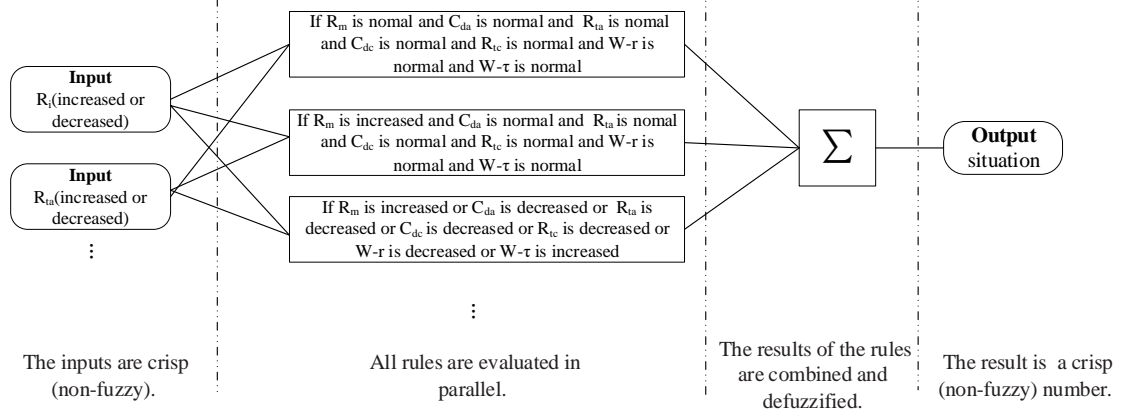 If Rm is nomal and Cda is normal and Rta is nomal
and Cdc is normal and Rtc is normal and W-r is
normal and W-τ is normal
Input
Ri(increased or
decreased)
If Rm is increased and Cda is normal and Rta is nomal
and Cdc is normal and Rtc is normal and W-r is
normal and W-τ is normal
Input
Rta(increased or
decreased)
If Rm is increased or Cda is decreased or Rta is
decreased or Cdc is decreased or Rtc is decreased or
W-r is decreased or W-τ is increased
Σ
Output
situation
⋮
⋮
The inputs are crisp
(non-fuzzy).
All rules are evaluated in
parallel.
The results of the rules
are combined and
defuzzified.
The result is a crisp
(non-fuzzy) number.